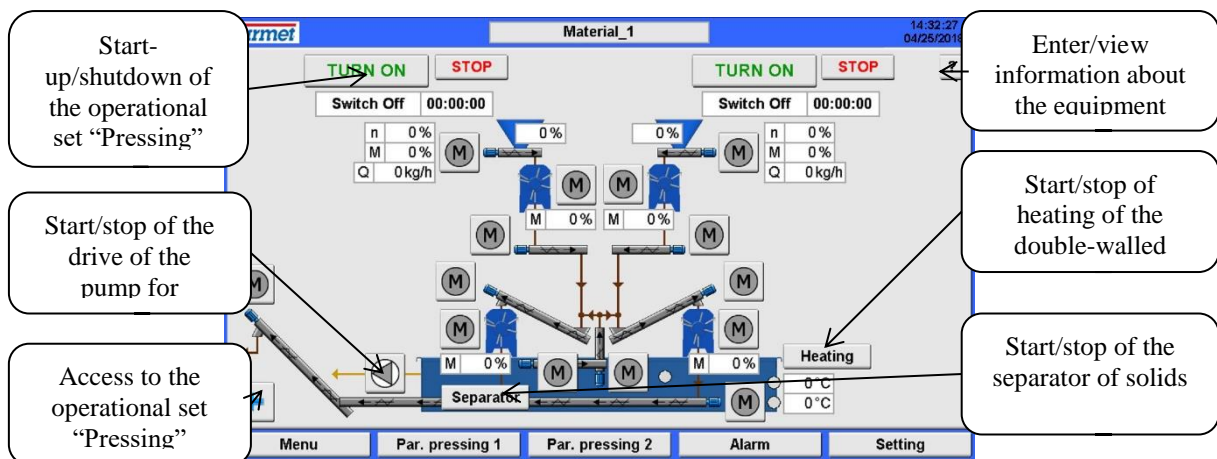 Start-
up/shutdown of
the operational
set “Pressing”
Start/stop of the
drive of the
pump for
Access to the
operational set
“Pressing”
Material_1
14:32:27
TURN ON
STOP
TURN ON
STOP
Switch Off 00:00:00
Switch Off 00:00:00
n 0 %
M 0 %
Q 0 kg/h
M
0 %
0 %
M
n 0 %
M 0 %
Q 0 kg/h
M
M
M 0 %
M 0 %
M
M
M
M
M
M
M
M 0 %
M
M
M 0 %
Heating
0 °C
0 °C
Separator
M
Menu
Par. pressing 1
Par. pressing 2
Alarm
Setting
Enter/view
information about
the equipment
Start/stop of
heating of the
double-walled
Start/stop of the
separator of solids